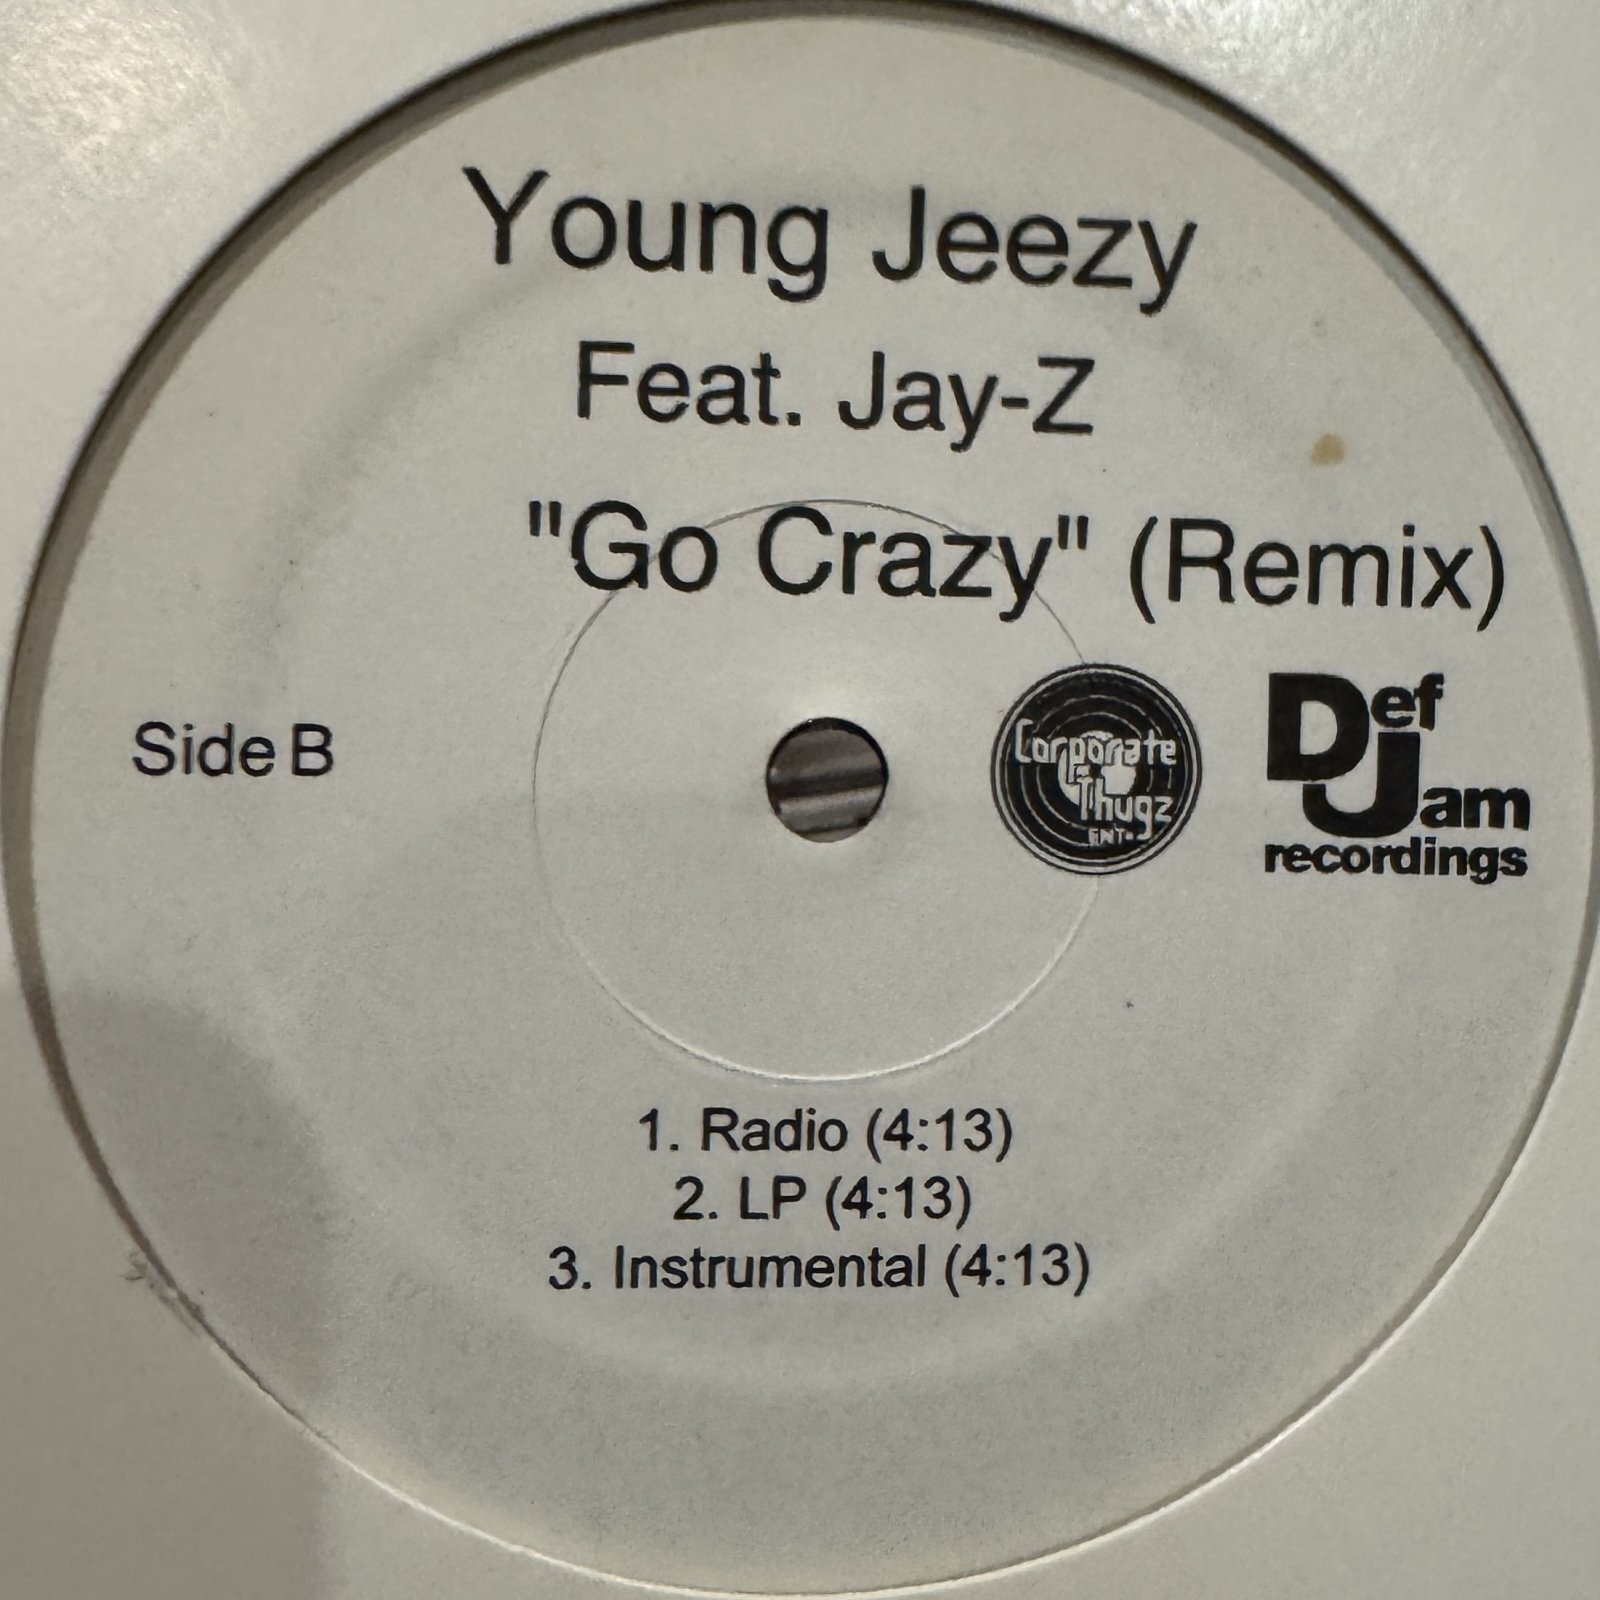 Young Jeezy
Feat. Jay-Z
"Go Crazy" (Remix)
Side B
Corporate
Thugz
ENT.
Def
Jam
recordings
1. Radio (4:13)
2. LP (4:13)
3. Instrumental (4:13)